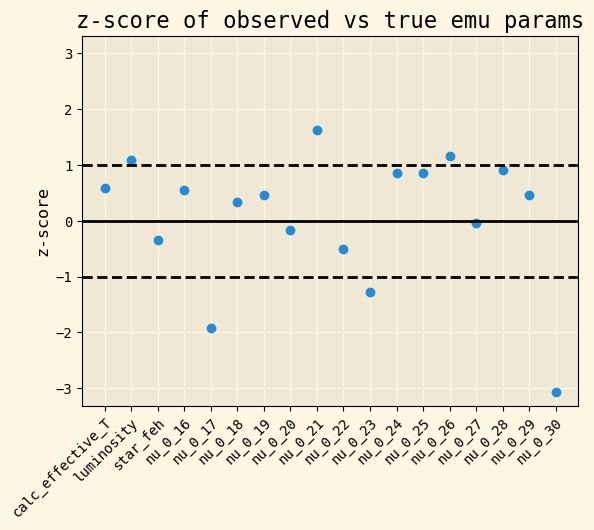 z-score of observed vs true emu params
z-score
3
2
1
0
−1
−2
−3
calc_effective_T
luminosity
star_feh
nu_0_16
nu_0_17
nu_0_18
nu_0_19
nu_0_20
nu_0_21
nu_0_22
nu_0_23
nu_0_24
nu_0_25
nu_0_26
nu_0_27
nu_0_28
nu_0_29
nu_0_30